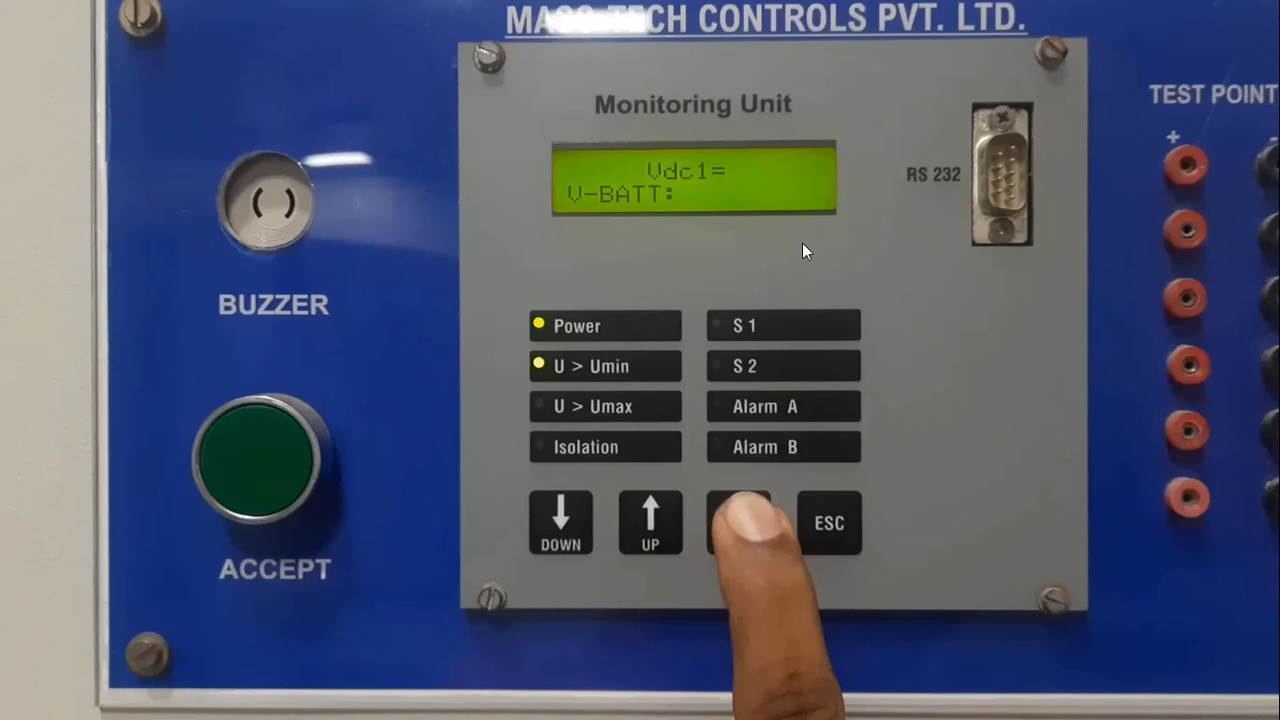 TECH CONTROLS PVT. LTD.
Monitoring Unit
TEST POINT
+
Vdc1=
V-BATT:
RS 232
BUZZER
Power
S 1
U > Umin
S 2
U > Umax
Alarm A
Isolation
Alarm B
DOWN
UP
ESC
ACCEPT